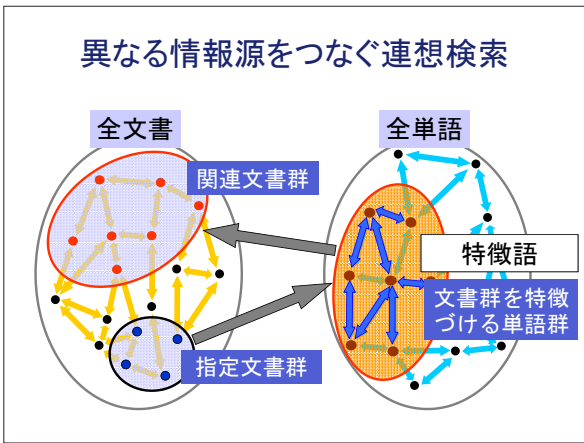 異なる情報源をつなぐ連想検索
全文書
全単語
関連文書群
特徴語
文書群を特徴
づける単語群
指定文書群